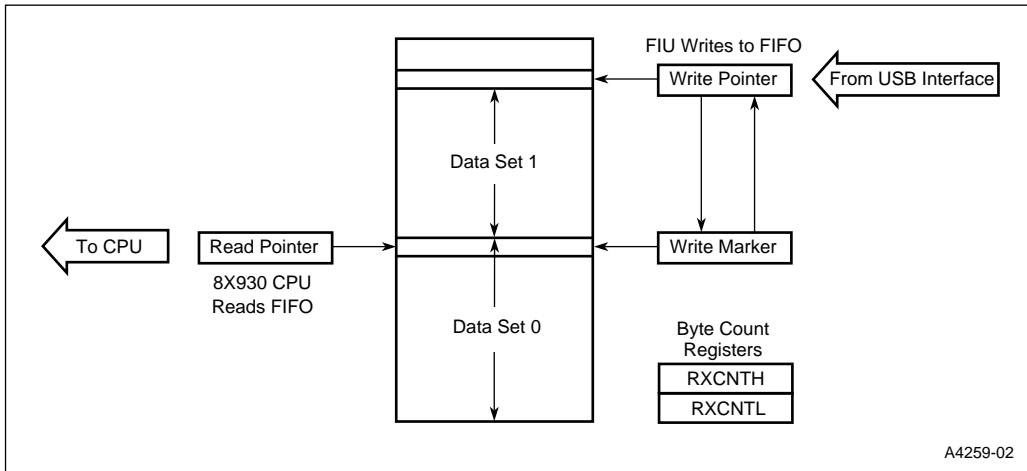 FIU Writes to FIFO
Write Pointer
From USB Interface
Data Set 1
To CPU
Read Pointer
Write Marker
8X930 CPU
Reads FIFO
Data Set 0
Byte Count
Registers
RXCNTH
RXCNTL
A4259-02